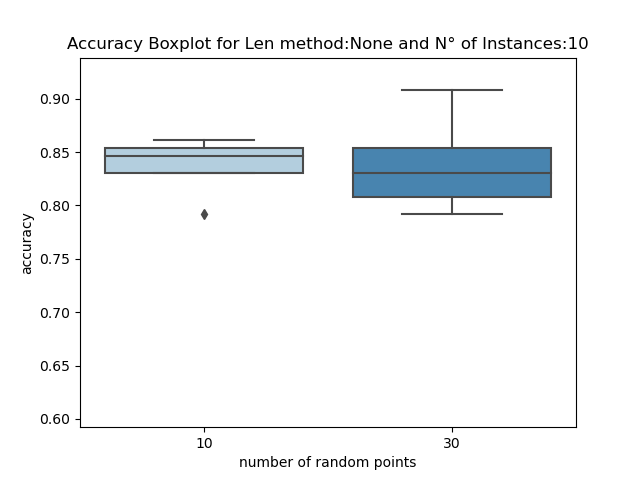 Accuracy Boxplot for Len method:None and N° of Instances:10
0.90
0.85
0.80
0.75
0.70
0.65
0.60
accuracy
10 30
number of random points